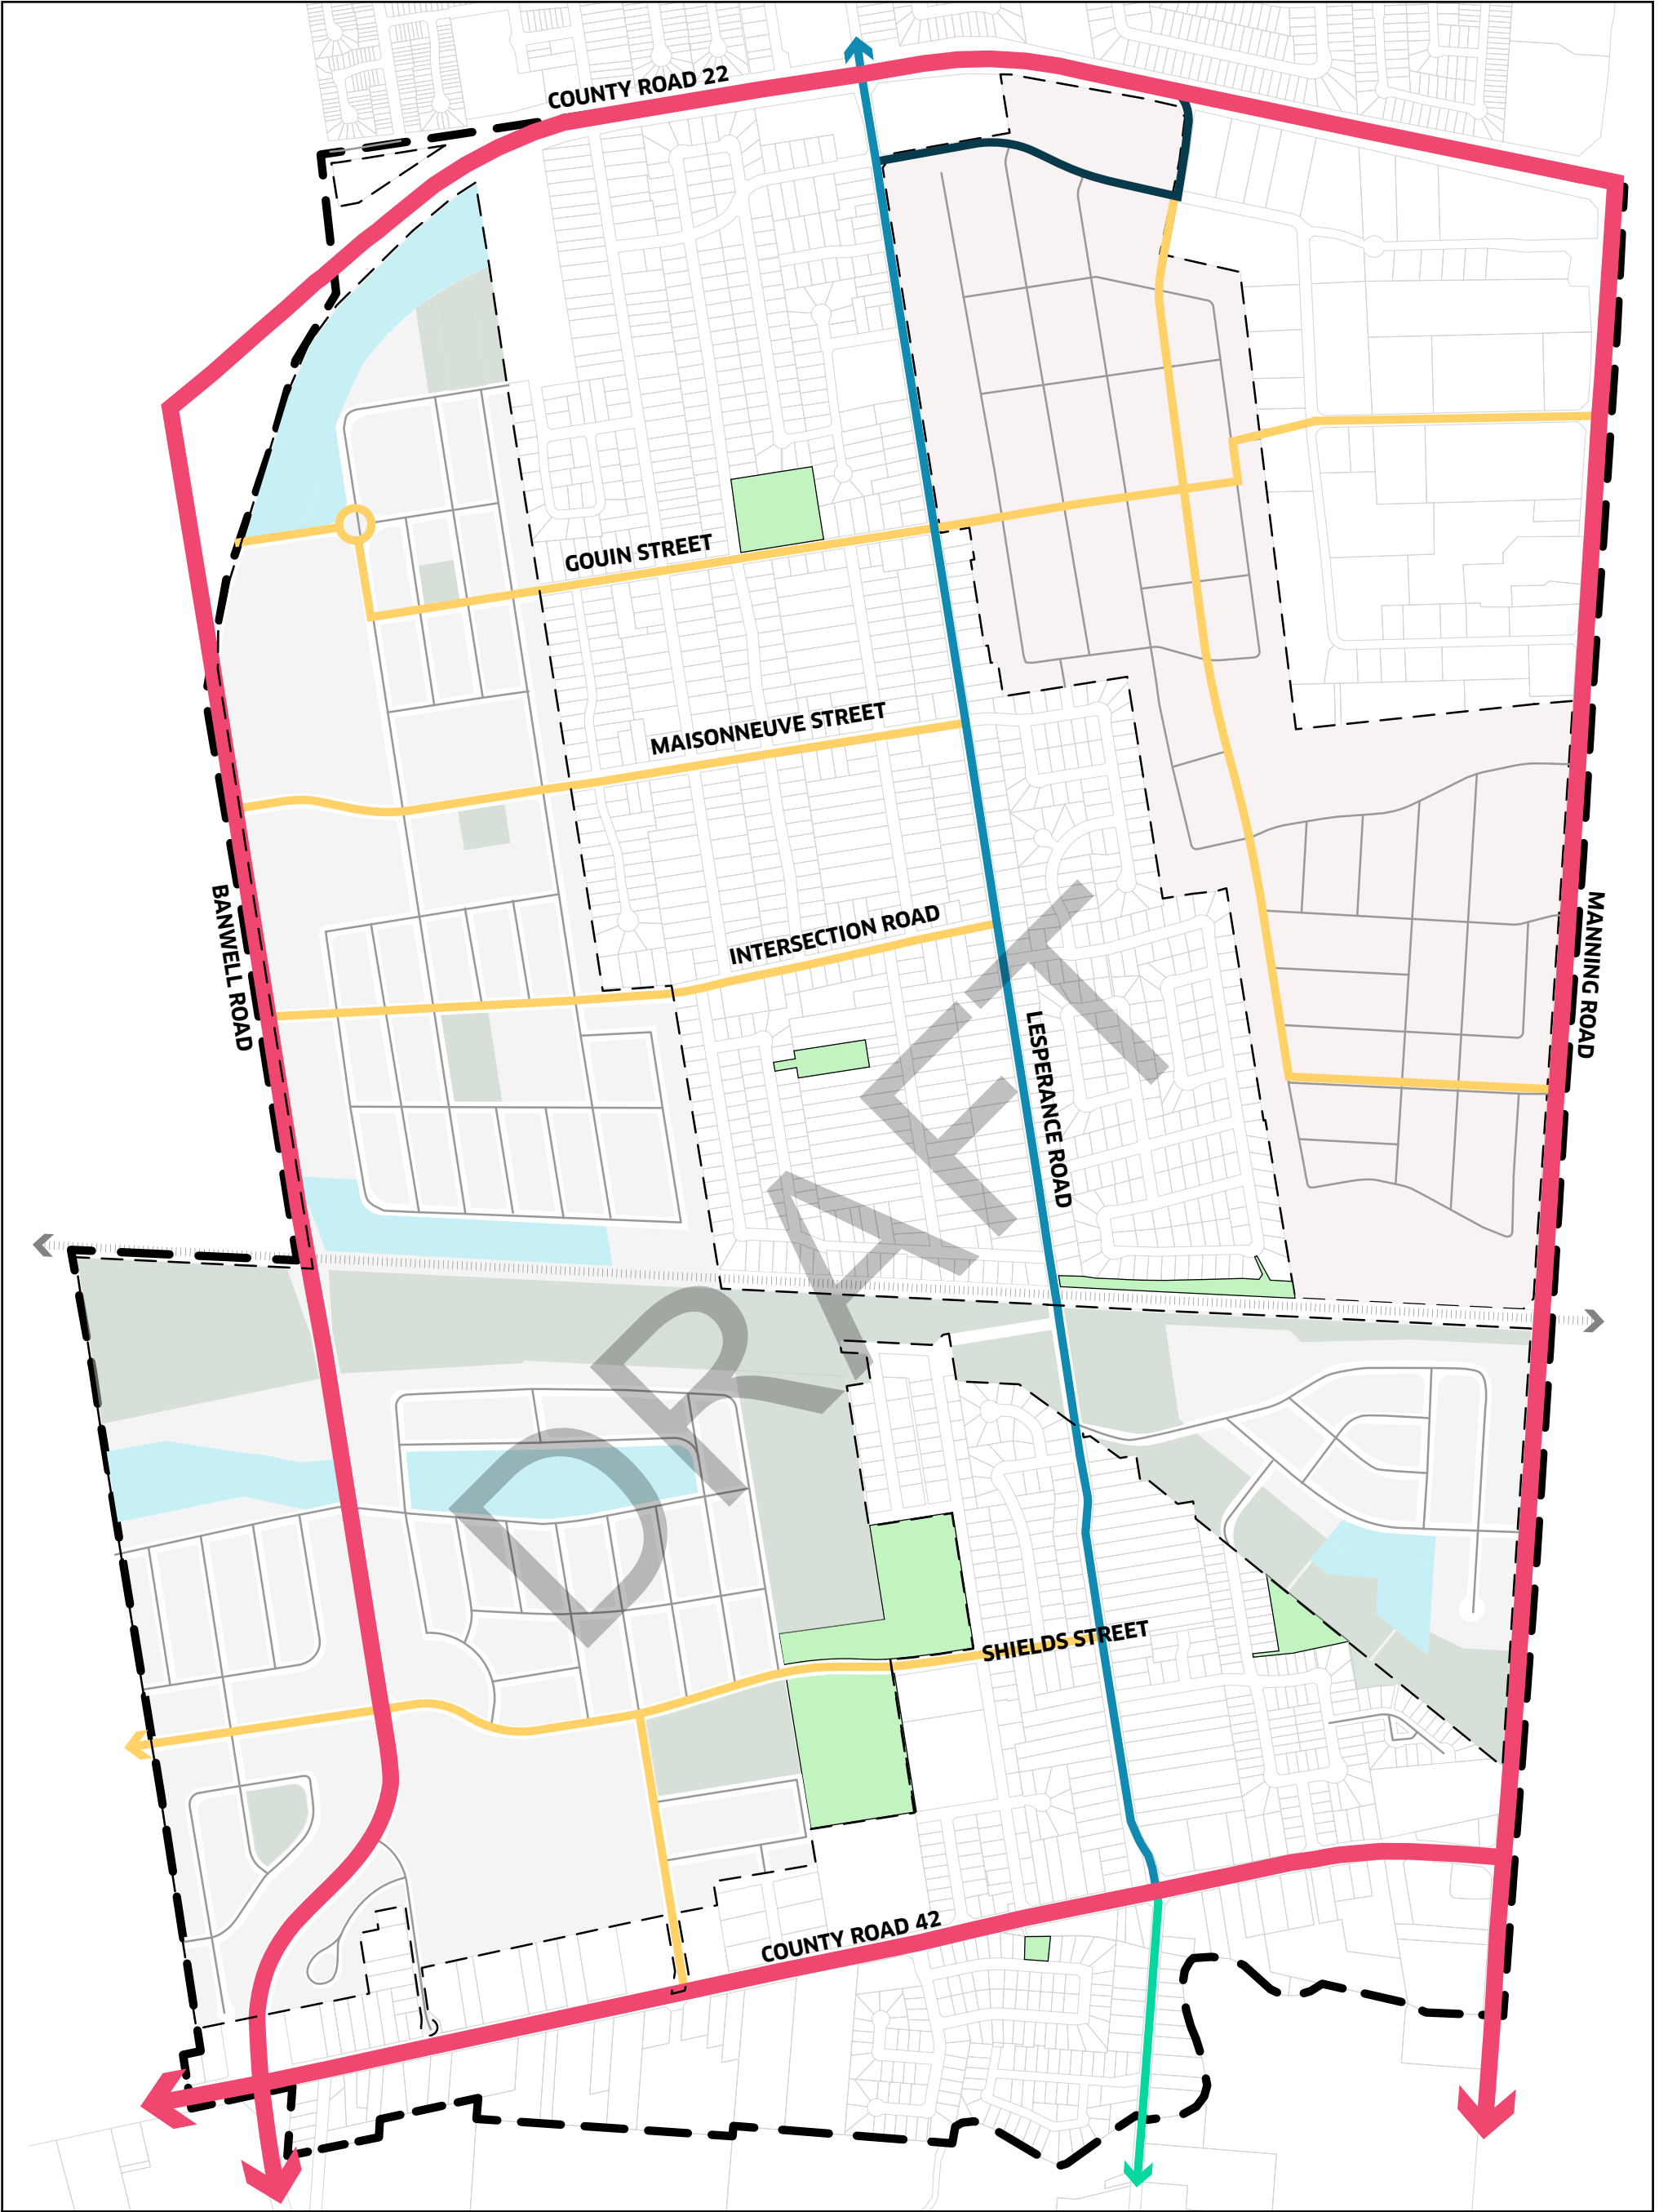 COUNTY ROAD 22
GOUIN STREET
MAISONNEUVE STREET
INTERSECTION ROAD
BANWELL ROAD
MANNING ROAD
LESPERANCE ROAD
DRAFT
SHIELDS STREET
COUNTY ROAD 42